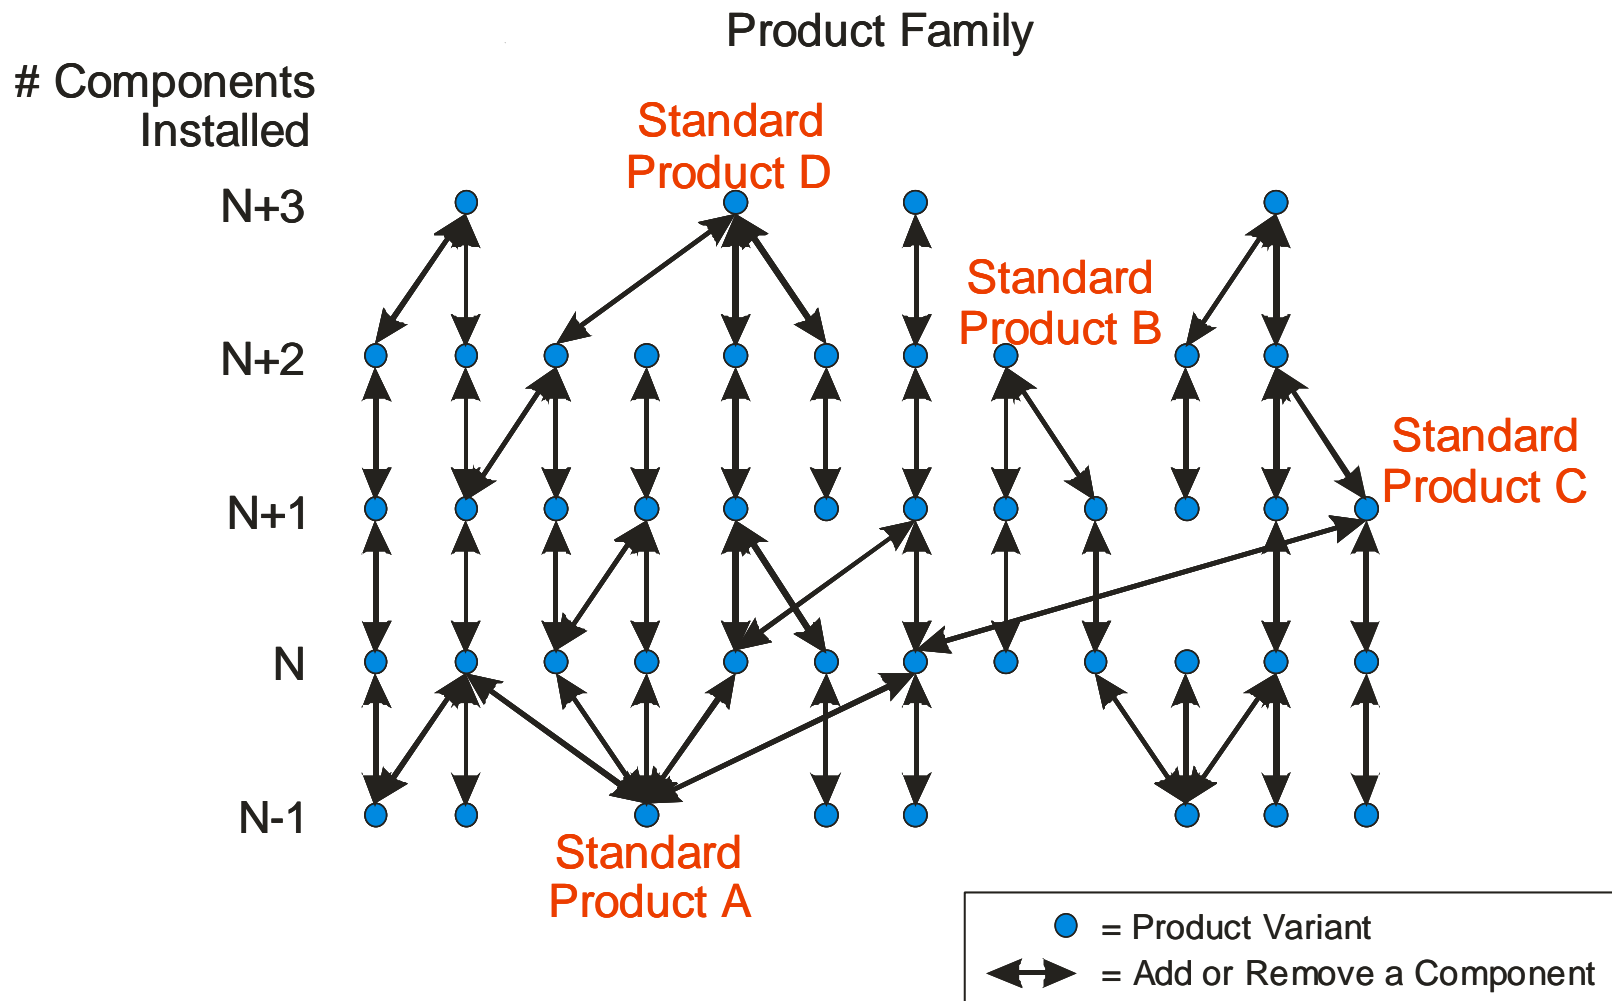 Product Family
# Components
Installed
Standard
Product D
N+3
Standard
Product B
N+2
Standard
Product C
N+1
N
N-1
Standard
Product A
= Product Variant
= Add or Remove a Component